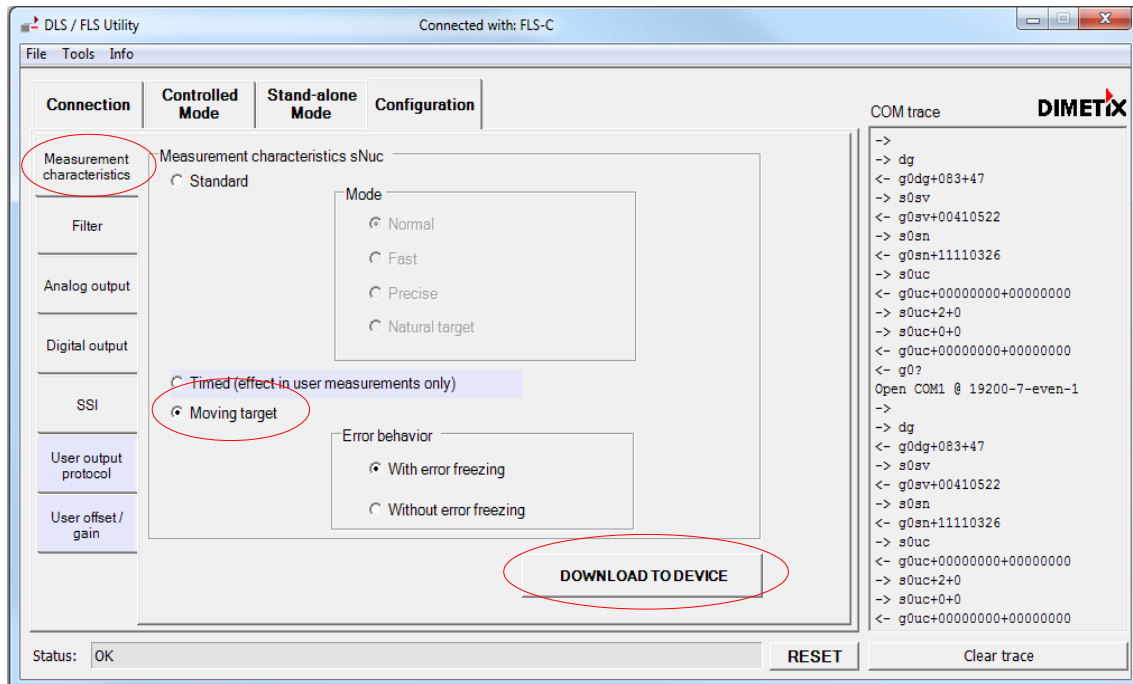 DLS / FLS Utility
Connected with: FLS-C
File Tools Info
Connection
Controlled
Mode
Stand-alone
Mode
Configuration
Measurement
characteristics
Filter
Analog output
Digital output
SSI
User output
protocol
User offset /
gain
Measurement characteristics sNuc
Standard
Mode
Normal
Fast
Precise
Natural target
Timed (effect in user measurements only)
Moving target
Error behavior
With error freezing
Without error freezing
DOWNLOAD TO DEVICE
COM trace
DIMETIX
->
-> dg
<- g0dg+083+47
-> s0sv
<- g0sv+00410522
-> s0sn
<- g0sn+11110326
-> s0uc
<- g0uc+00000000+00000000
-> s0uc+2+0
-> s0uc+0+0
<- g0uc+00000000+00000000
<- g0?
Open COM1 @ 19200-7-even-1
->
-> dg
<- g0dg+083+47
-> s0sv
<- g0sv+00410522
-> s0sn
<- g0sn+11110326
-> s0uc
<- g0uc+00000000+00000000
-> s0uc+2+0
-> s0uc+0+0
<- g0uc+00000000+00000000
Status: OK
RESET
Clear trace